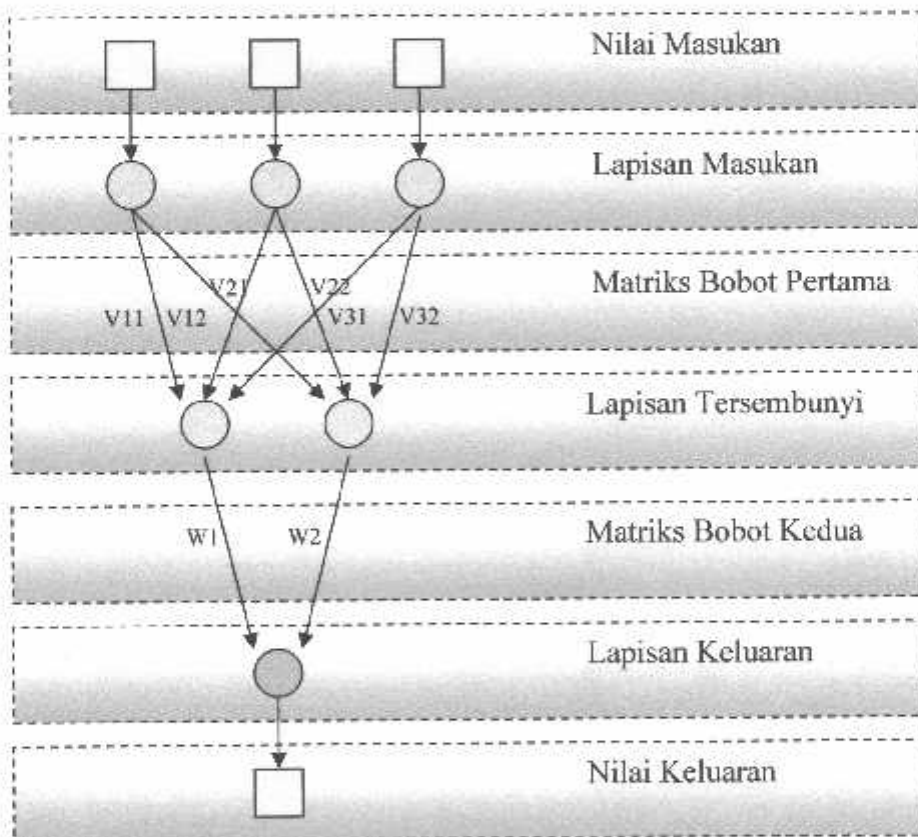 Nilai Masukan
Lapisan Masukan
Matriks Bobot Pertama
V21 V22
V11 V12 V31 V32
Lapisan Tersembunyi
W1 W2
Matriks Bobot Kedua
Lapisan Keluaran
Nilai Keluaran